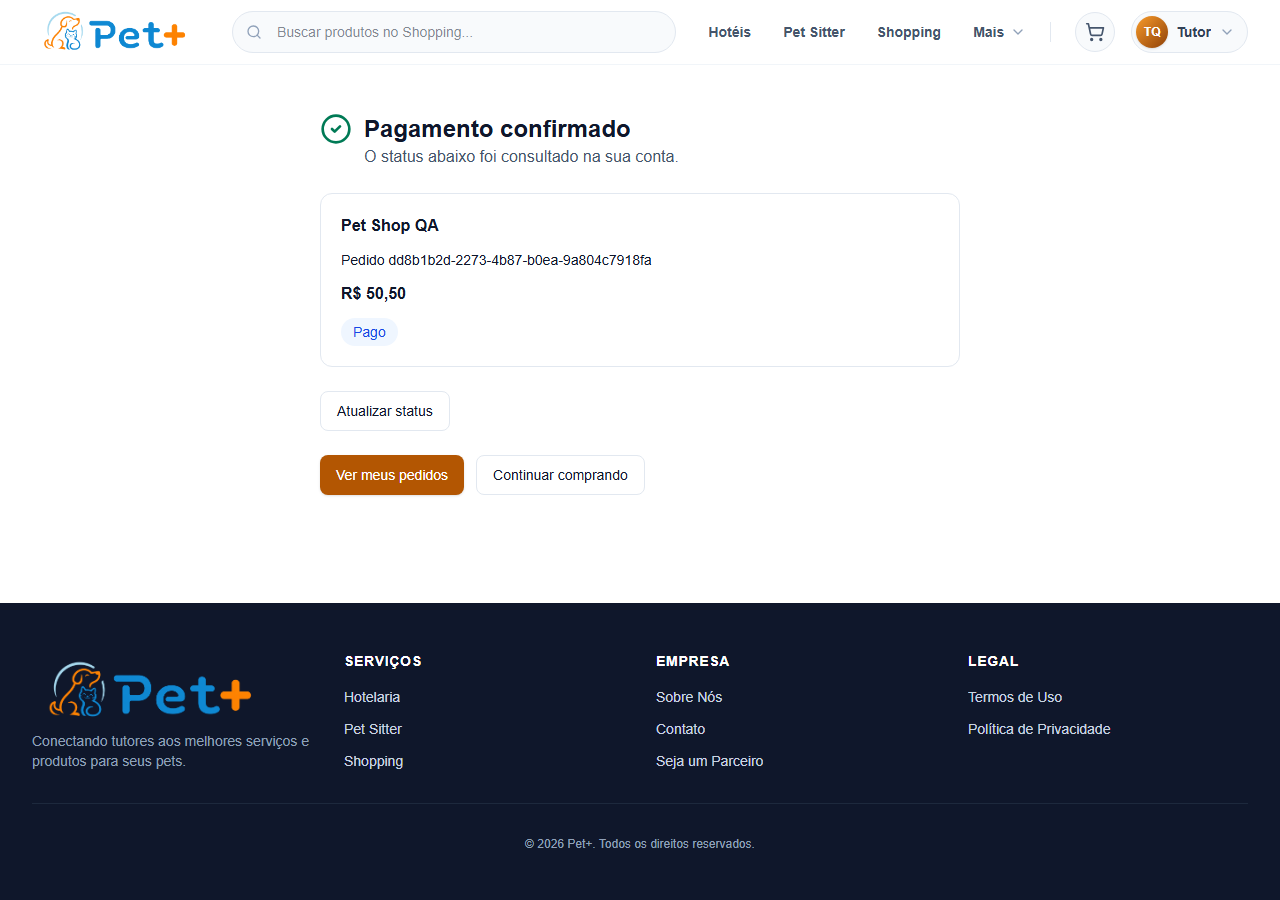 Pet+
Buscar produtos no Shopping...
Hotéis
Pet Sitter
Shopping
Mais
TQ
Tutor
Pagamento confirmado
O status abaixo foi consultado na sua conta.
Pet Shop QA
Pedido dd8b1b2d-2273-4b87-b0ea-9a804c7918fa
R$ 50,50
Pago
Atualizar status
Ver meus pedidos
Continuar comprando
Pet+
Conectando tutores aos melhores serviços e
produtos para seus pets.
SERVIÇOS
Hotelaria
Pet Sitter
Shopping
EMPRESA
Sobre Nós
Contato
Seja um Parceiro
LEGAL
Termos de Uso
Política de Privacidade
© 2026 Pet+. Todos os direitos reservados.